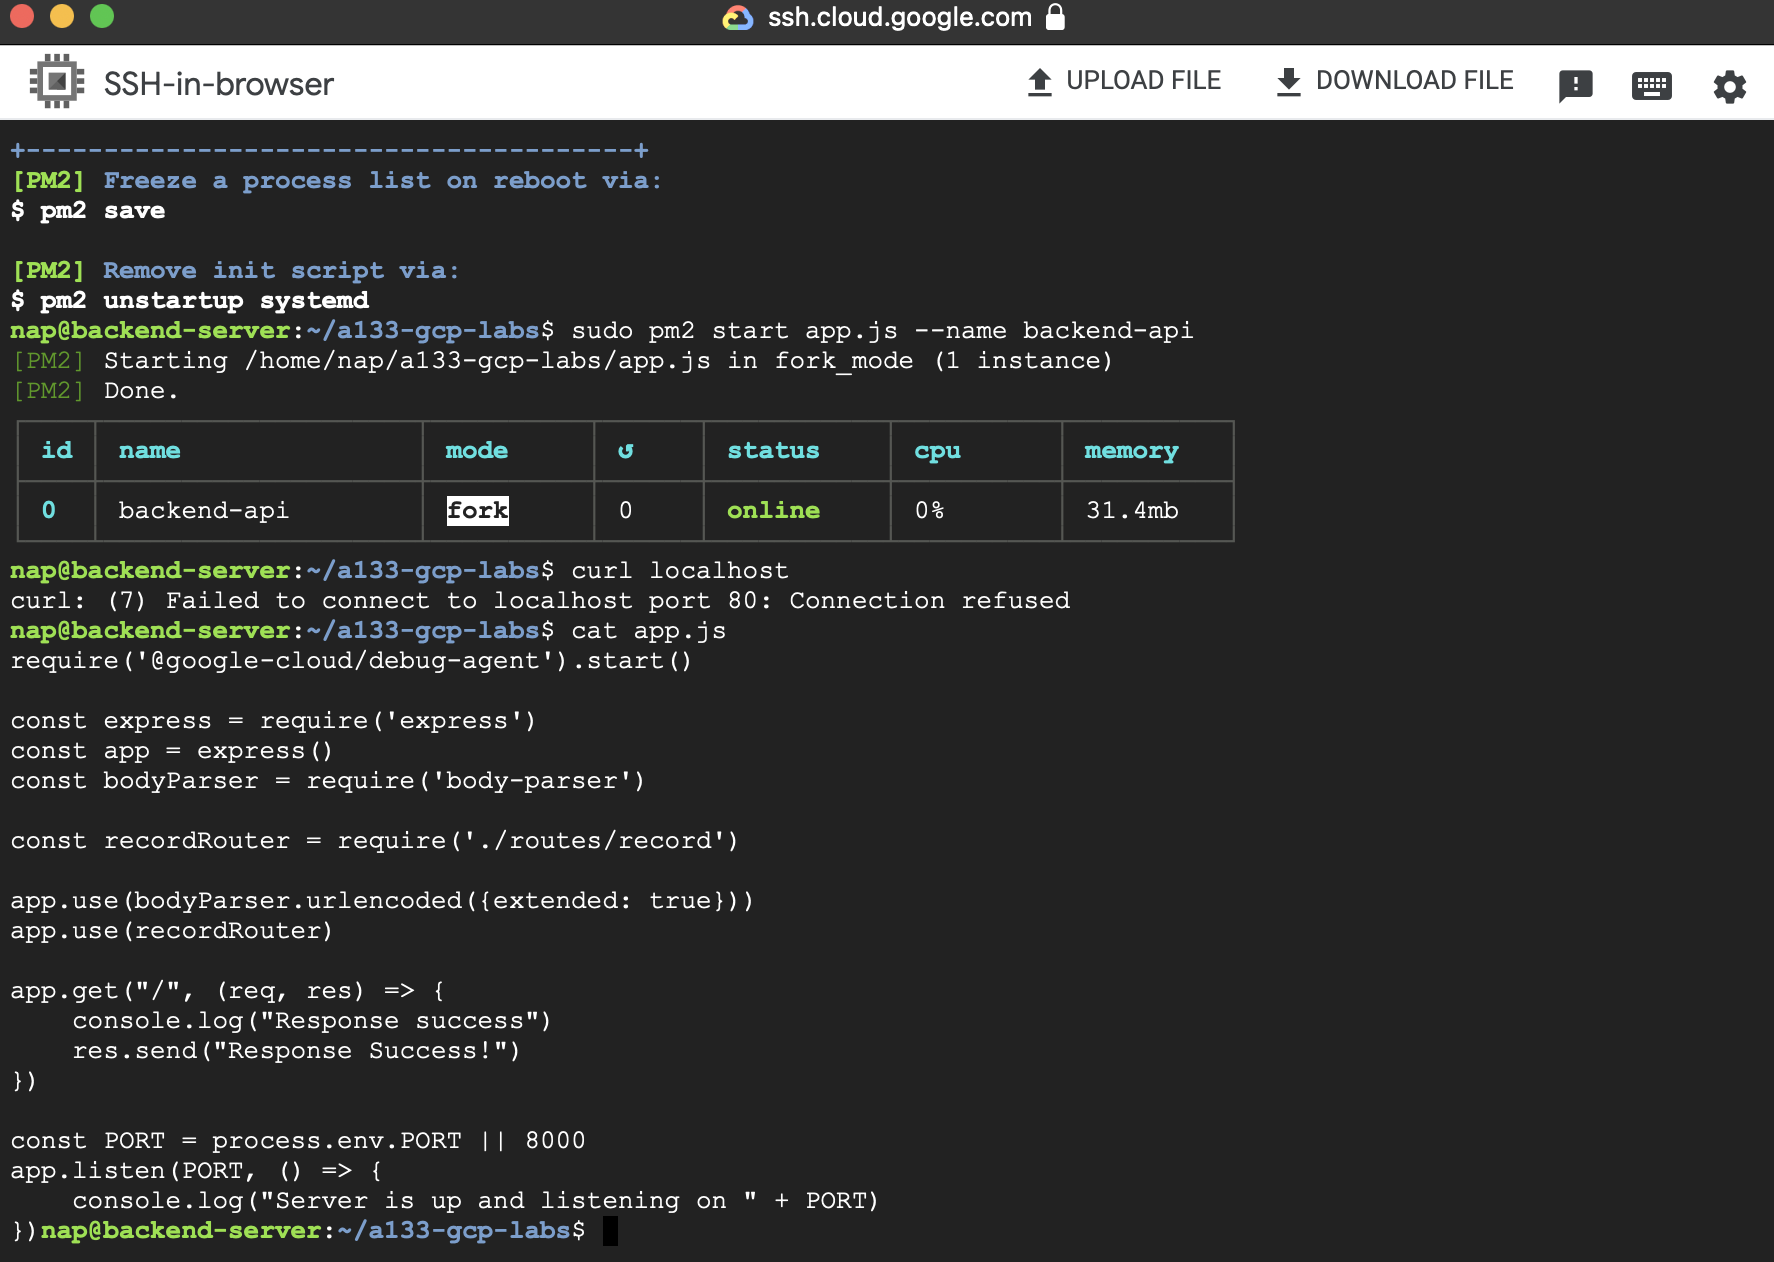 ssh.cloud.google.com
SSH-in-browser
UPLOAD FILE
DOWNLOAD FILE
+---------------------------------------+
[PM2] Freeze a process list on reboot via:
$ pm2 save
[PM2] Remove init script via:
$ pm2 unstartup systemd
nap@backend-server:~/a133-gcp-labs$ sudo pm2 start app.js --name backend-api
[PM2] Starting /home/nap/a133-gcp-labs/app.js in fork_mode (1 instance)
[PM2] Done.
id name mode ↺ status cpu memory
0 backend-api fork 0 online 0% 31.4mb
nap@backend-server:~/a133-gcp-labs$ curl localhost
curl: (7) Failed to connect to localhost port 80: Connection refused
nap@backend-server:~/a133-gcp-labs$ cat app.js
require('@google-cloud/debug-agent').start()
const express = require('express')
const app = express()
const bodyParser = require('body-parser')
const recordRouter = require('./routes/record')
app.use(bodyParser.urlencoded({extended: true}))
app.use(recordRouter)
app.get("/", (req, res) => {
    console.log("Response success")
    res.send("Response Success!")
})
const PORT = process.env.PORT || 8000
app.listen(PORT, () => {
    console.log("Server is up and listening on " + PORT)
})nap@backend-server:~/a133-gcp-labs$